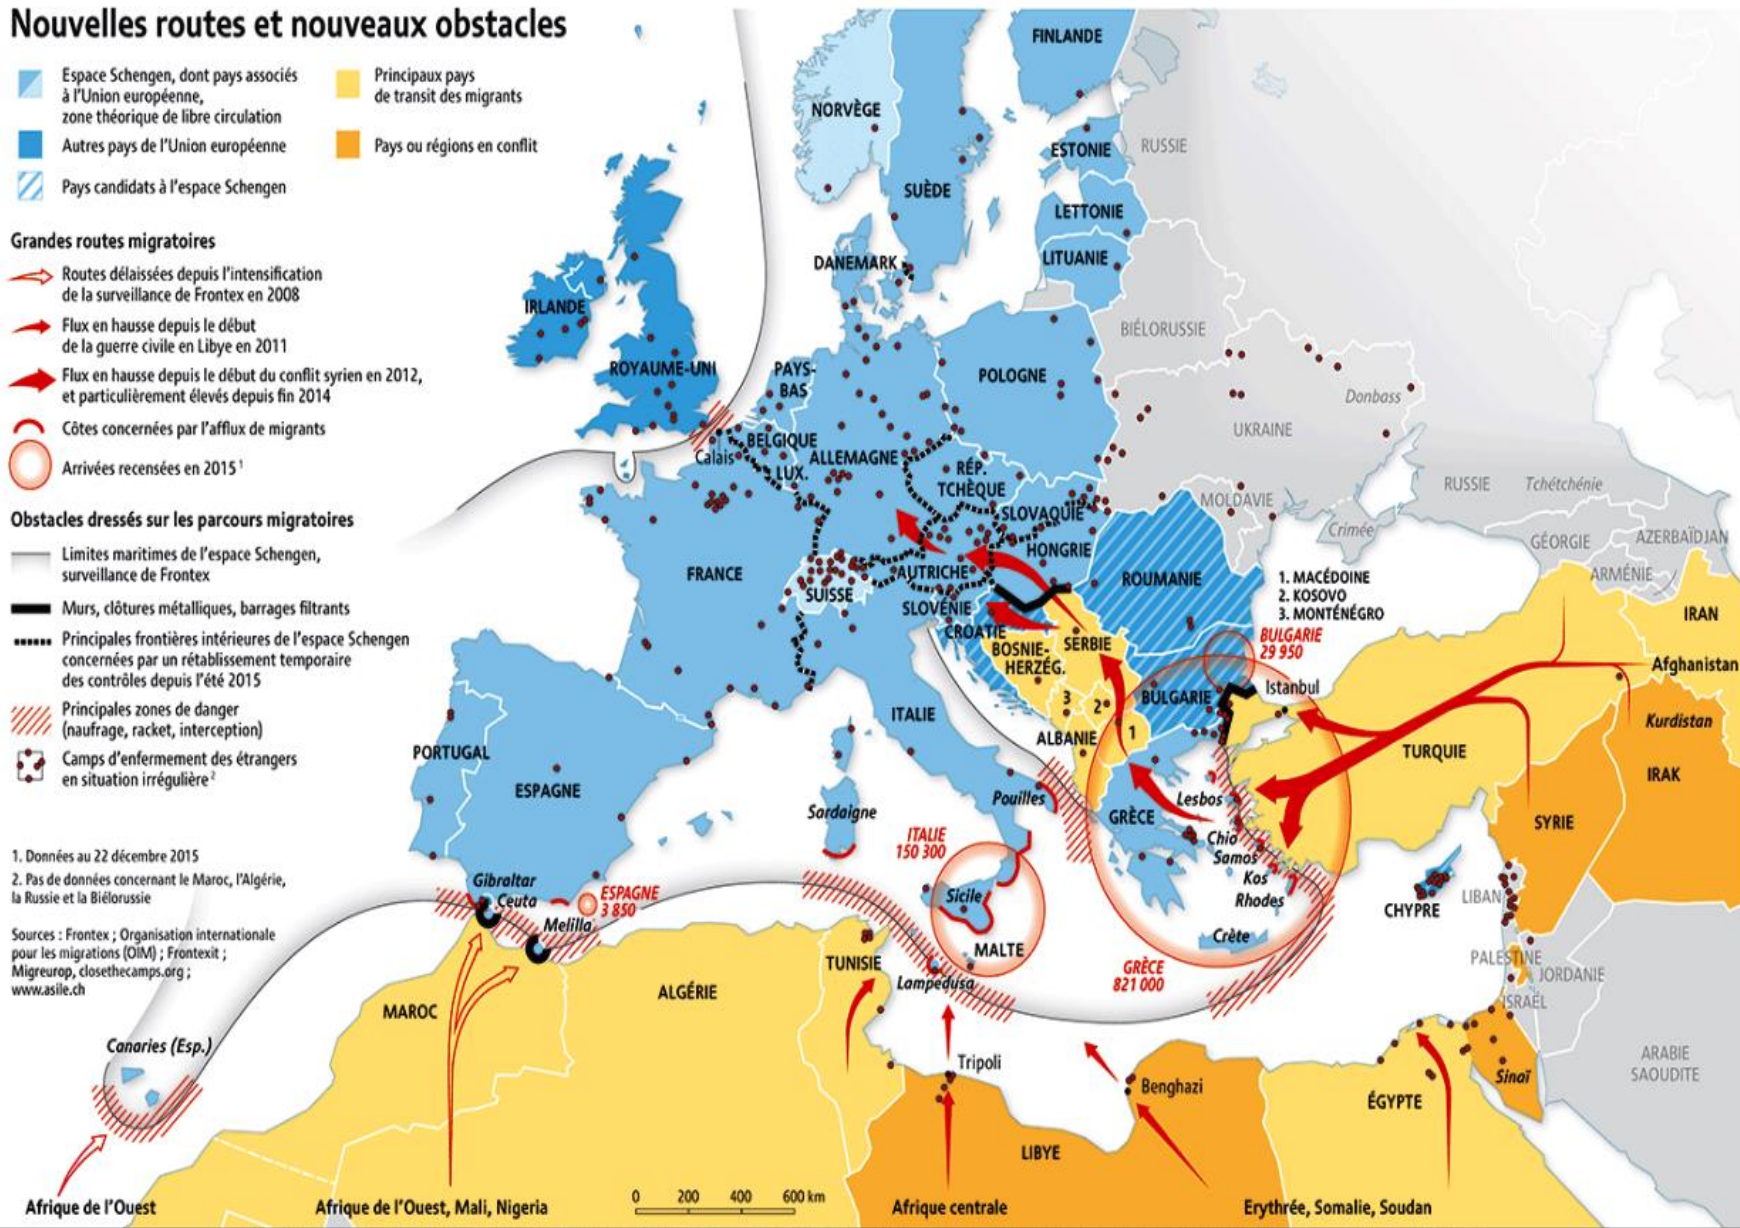 Nouvelles routes et nouveaux obstacles
Espace Schengen, dont pays associés
à l'Union européenne,
zone théorique de libre circulation
Autres pays de l'Union européenne
Pays candidats à l'espace Schengen
Principaux pays
de transit des migrants
Pays ou régions en conflit
Grandes routes migratoires
Routes délaissées depuis l'intensification
de la surveillance de Frontex en 2008
Flux en hausse depuis le début
de la guerre civile en Libye en 2011
Flux en hausse depuis le début du conflit syrien en 2012,
et particulièrement élevés depuis fin 2014
Côtes concernées par l'afflux de migrants
Arrivées recensées en 2015 1
Obstacles dressés sur les parcours migratoires
Limites maritimes de l'espace Schengen,
surveillance de Frontex
Murs, clôtures métalliques, barrages filtrants
Principales frontières intérieures de l'espace Schengen
concernées par un rétablissement temporaire
des contrôles depuis l'été 2015
Principales zones de danger
(naufrage, racket, interception)
Camps d'enfermement des étrangers
en situation irrégulière 2
1. Données au 22 décembre 2015
2. Pas de données concernant le Maroc, l'Algérie,
la Russie et la Biélorussie
Sources : Frontex ; Organisation internationale
pour les migrations (OIM) ; Frontexit ;
Migreurop, closethecamps.org ;
www.asile.ch
FINLANDE
NORVÈGE
ESTONIE
RUSSIE
SUÈDE
LETTONIE
DANEMARK
LITUANIE
IRLANDE
BIÉLORUSSIE
ROYAUME-UNI
PAYS-
BAS
POLOGNE
Donbass
UKRAINE
BELGIQUE
Calais
ALLEMAGNE
LUX.
RÉP.
TCHÈQUE
MOLDAVIE
RUSSIE
Tchétchénie
SLOVAQUIE
Crimée
GÉORGIE
AZERBAÏDJAN
HONGRIE
FRANCE
AUTRICHE
ROUMANIE
ARMÉNIE
SUISSE
SLOVÉNIE
1. MACÉDOINE
2. KOSOVO
3. MONTÉNÉGRO
IRAN
CROATIE
BOSNIE-
HERZÉG.
SERBIE
BULGARIE
29 950
Afghanistan
ITALIE
3
2
BULGARIE
Istanbul
Kurdistan
PORTUGAL
ALBANIE
1
TURQUIE
IRAK
ESPAGNE
Sardaigne
Pouilles
GRÈCE
Lesbos
SYRIE
ITALIE
150 300
Chio
Samos
Kos
Rhodes
Gibraltar
Ceuta
ESPAGNE
3 850
Sicile
CHYPRE
LIBAN
Melilla
MALTE
Crète
TUNISIE
Lampedusa
GRÈCE
821 000
PALESTINE
JORDANIE
ISRAËL
MAROC
ALGÉRIE
Canaries (Esp.)
Tripoli
Benghazi
Sinaï
ARABIE
SAOUDITE
ÉGYPTE
LIBYE
0 200 400 600 km
Afrique de l'Ouest
Afrique de l'Ouest, Mali, Nigeria
Afrique centrale
Erythrée, Somalie, Soudan